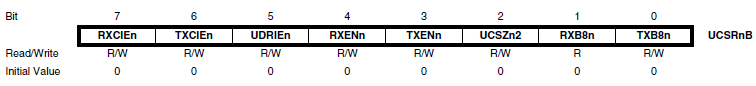 Bit 7 6 5 4 3 2 1 0
RXCIEn TXCIEn UDRIEn RXENn TXENn UCSZn2 RXB8n TXB8n UCSRnB
Read/Write R/W R/W R/W R/W R/W R/W R R/W
Initial Value 0 0 0 0 0 0 0 0